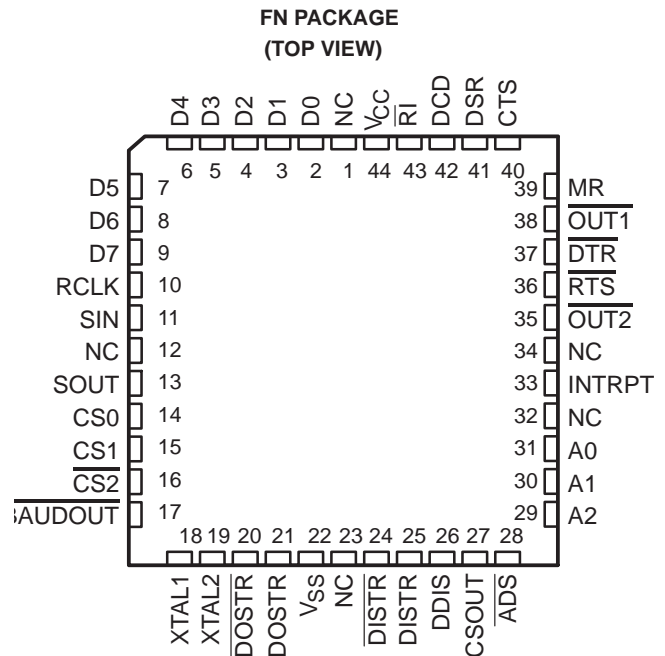 FN PACKAGE
(TOP VIEW)
D4 D3 D2 D1 D0 NC VCC RI DCD DSR CTS
6 5 4 3 2 1 44 43 42 41 40
D5 7 39 MR
D6 8 38 OUT1
D7 9 37 DTR
RCLK 10 36 RTS
SIN 11 35 OUT2
NC 12 34 NC
SOUT 13 33 INTRPT
CS0 14 32 NC
CS1 15 31 A0
CS2 16 30 A1
BAUDOUT 17 29 A2
18 19 20 21 22 23 24 25 26 27 28
XTAL1 XTAL2 DOSTR DOSTR VSS NC DISTR DISTR DDIS CSOUT ADS